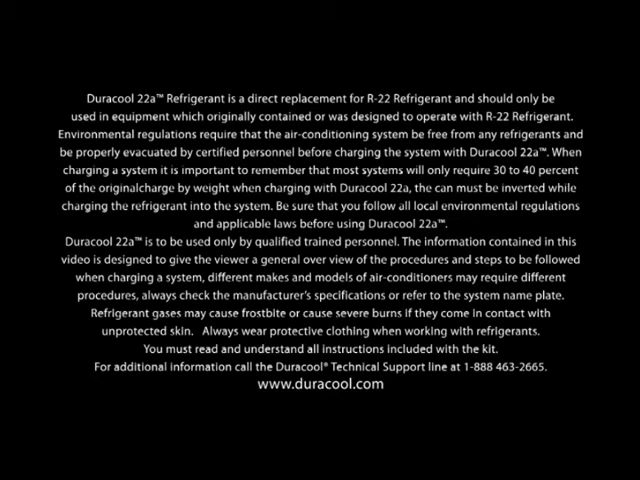 Duracool 22a™ Refrigerant is a direct replacement for R-22 Refrigerant and should only be
used in equipment which originally contained or was designed to operate with R-22 Refrigerant.
Environmental regulations require that the air-conditioning system be free from any refrigerants and
be properly evacuated by certified personnel before charging the system with Duracool 22a™. When
charging a system it is important to remember that most systems will only require 30 to 40 percent
of the originalcharge by weight when charging with Duracool 22a, the can must be inverted while
charging the refrigerant into the system. Be sure that you follow all local environmental regulations
and applicable laws before using Duracool 22a™.
Duracool 22a™ is to be used only by qualified trained personnel. The information contained in this
video is designed to give the viewer a general over view of the procedures and steps to be followed
when charging a system, different makes and models of air-conditioners may require different
procedures, always check the manufacturer's specifications or refer to the system name plate.
Refrigerant gases may cause frostbite or cause severe burns if they come in contact with
unprotected skin. Always wear protective clothing when working with refrigerants.
You must read and understand all instructions included with the kit.
For additional information call the Duracool® Technical Support line at 1-888 463-2665.
www.duracool.com